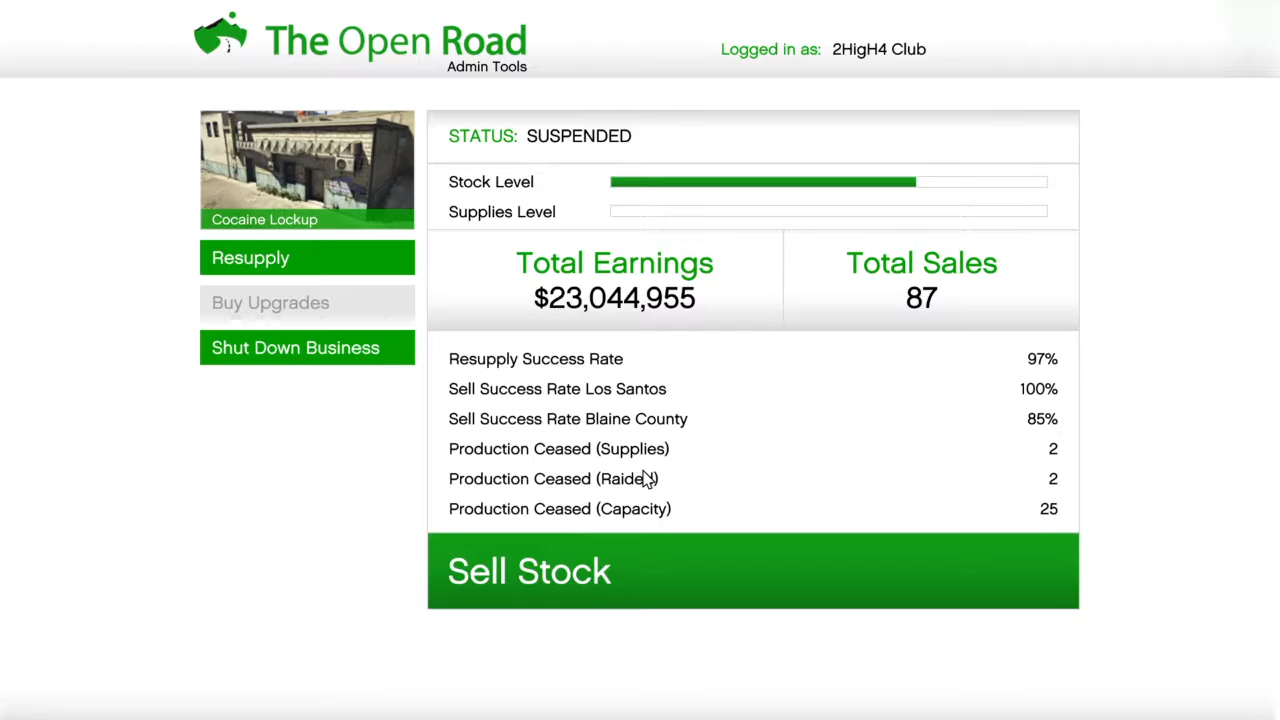 The Open Road
Admin Tools
Logged in as: 2HigH4 Club
Cocaine Lockup
Resupply
Buy Upgrades
Shut Down Business
STATUS: SUSPENDED
Stock Level
Supplies Level
Total Earnings
$23,044,955
Total Sales
87
Resupply Success Rate 97%
Sell Success Rate Los Santos 100%
Sell Success Rate Blaine County 85%
Production Ceased (Supplies) 2
Production Ceased (Raided) 2
Production Ceased (Capacity) 25
Sell Stock